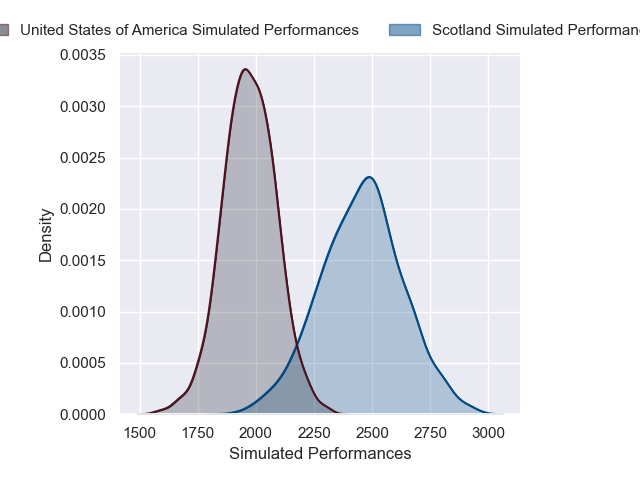 United States of America Simulated Performances Scotland Simulated
0.0035
0.0030
0.0025
0.0020
0.0015
0.0010
0.0005
0.0000
Density
1500 1750 2000 2250 2500 2750 3000
Simulated Performances